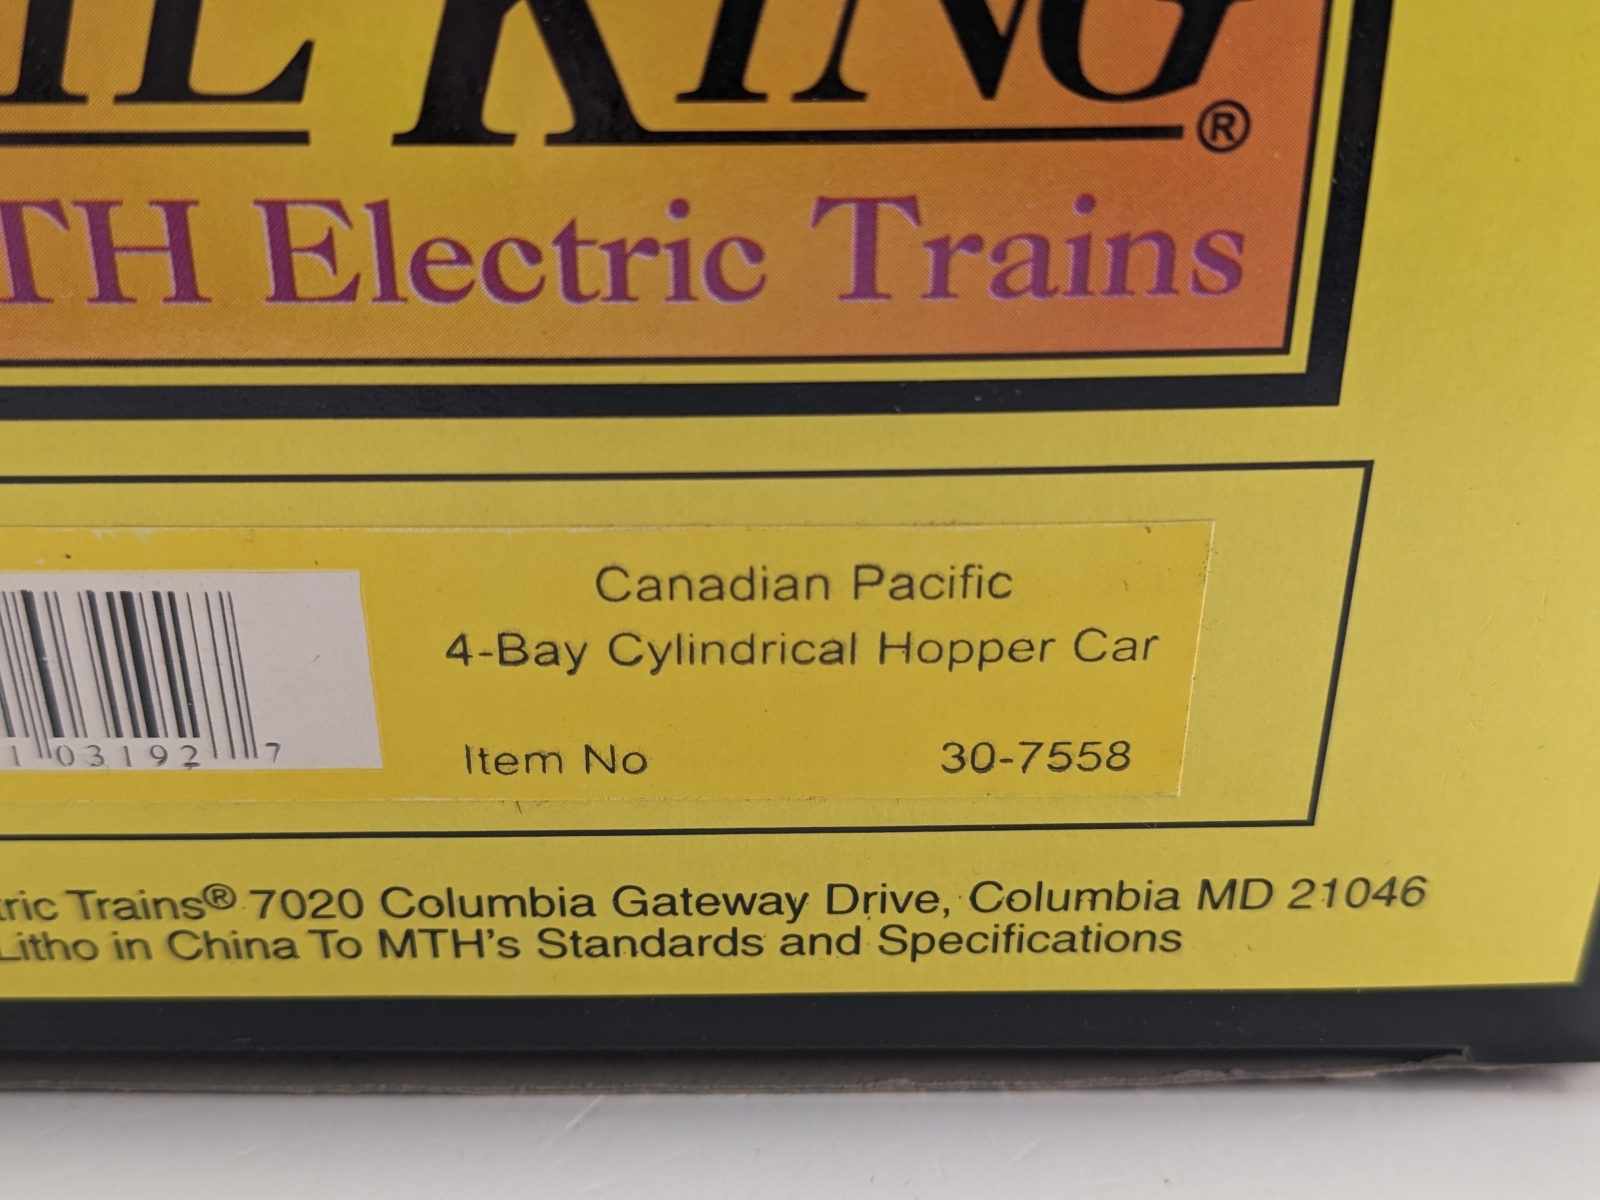 IL KING®
TH Electric Trains
Canadian Pacific
4-Bay Cylindrical Hopper Car
1 03192 7
Item No 30-7558
tric Trains® 7020 Columbia Gateway Drive, Columbia MD 21046
Litho in China To MTH's Standards and Specifications